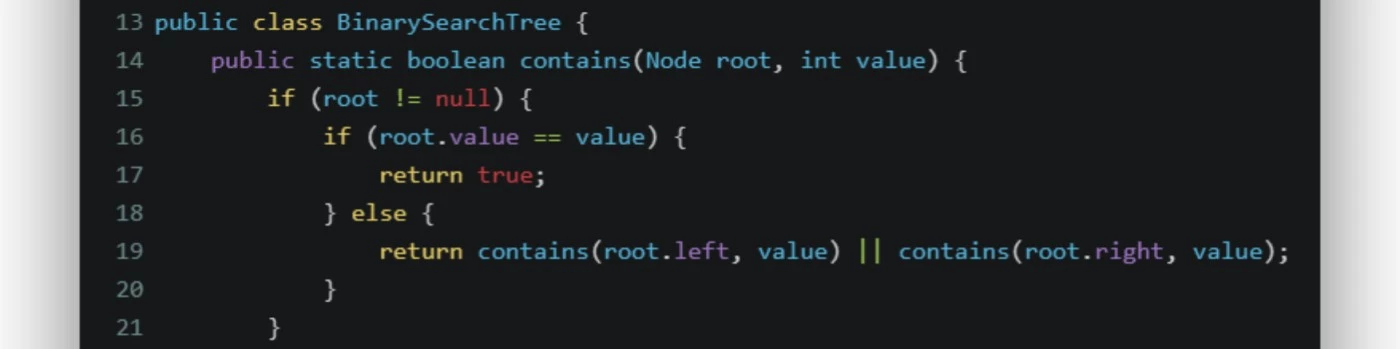 13 public class BinarySearchTree {
14     public static boolean contains(Node root, int value) {
15         if (root != null) {
16             if (root.value == value) {
17                 return true;
18             } else {
19                 return contains(root.left, value) || contains(root.right, value);
20             }
21         }